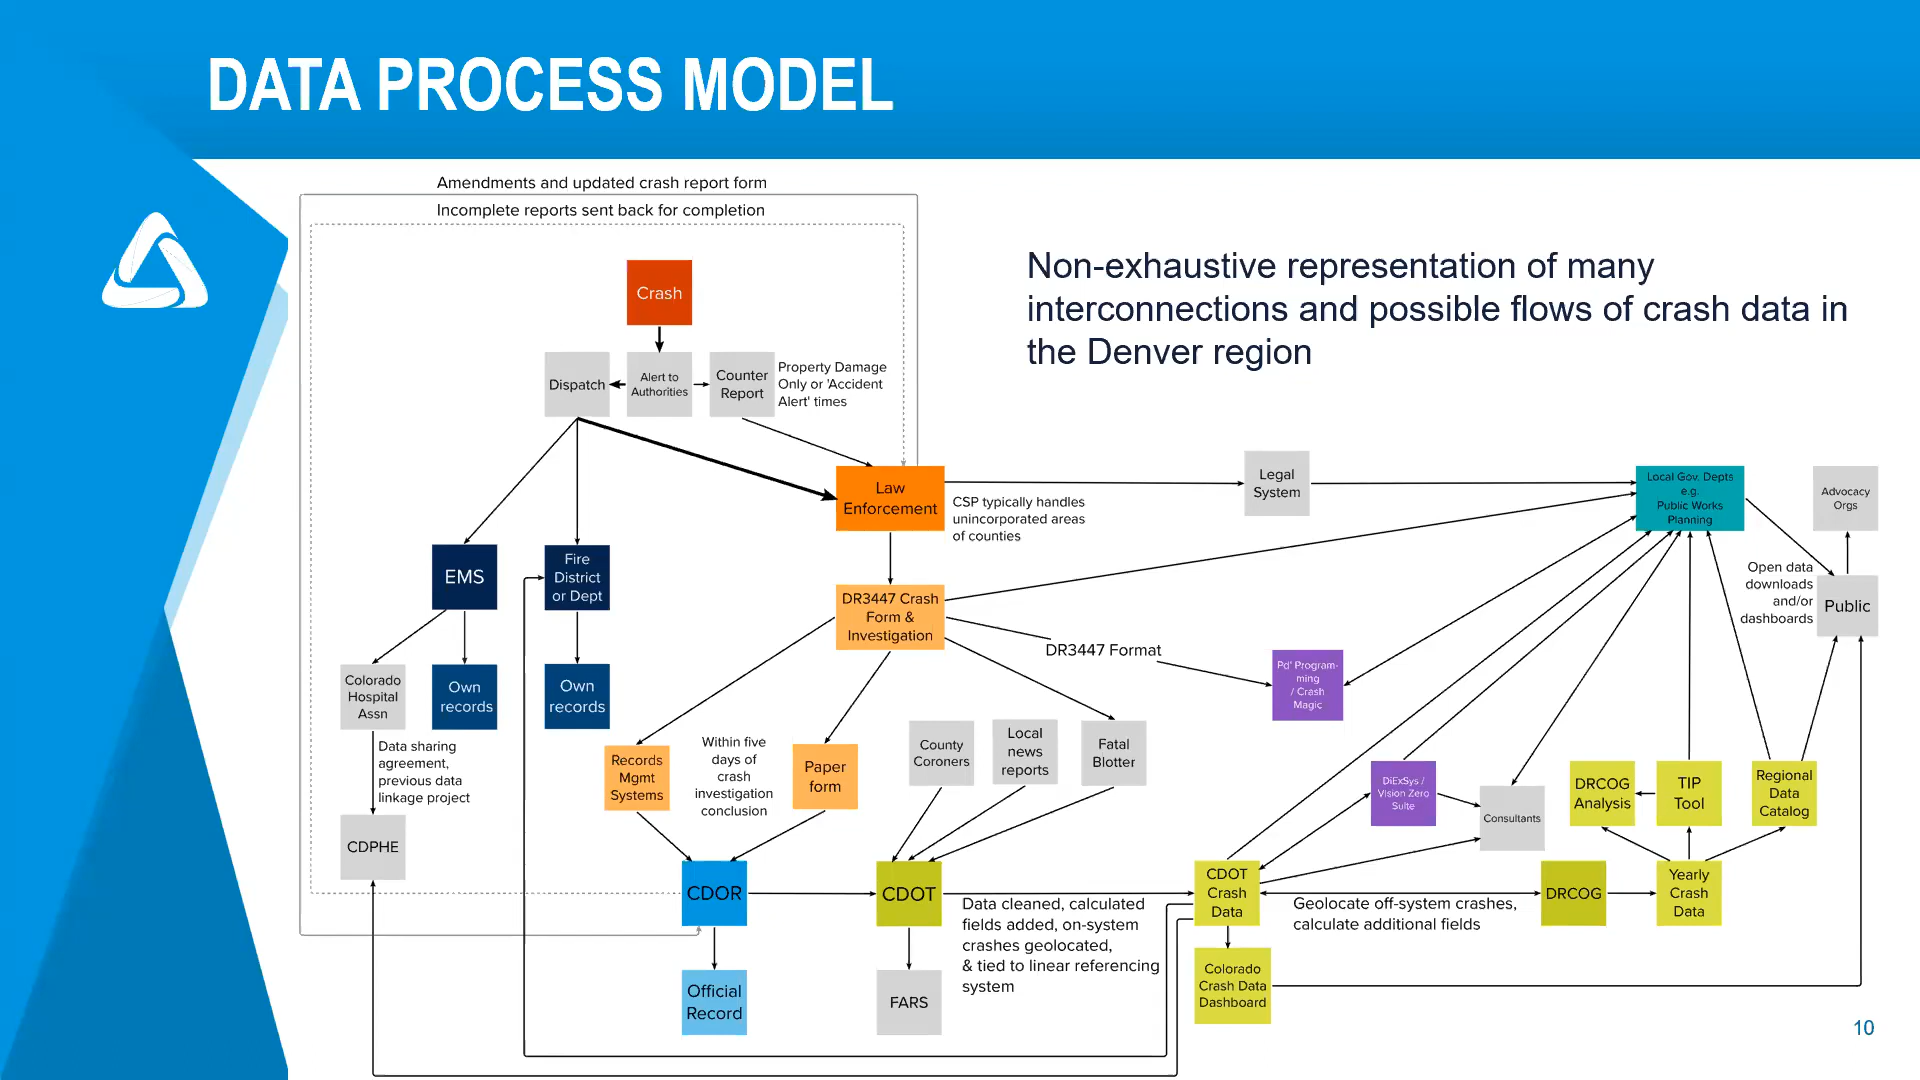 DATA PROCESS MODEL
Amendments and updated crash report form
Incomplete reports sent back for completion
Non-exhaustive representation of many
interconnections and possible flows of crash data in
the Denver region
Crash
Dispatch
Alert to
Authorities
Counter
Report
Property Damage
Only or 'Accident
Alert' times
Law
Enforcement
CSP typically handles
unincorporated areas
of counties
Legal
System
Local Gov. Depts
e.g.
Public Works
Planning
Advocacy
Orgs
EMS
Fire
District
or Dept
DR3447 Crash
Form &
Investigation
Open data
downloads
and/or
dashboards
Public
DR3447 Format
Pd' Program-
ming
/ Crash
Magic
Colorado
Hospital
Assn
Own
records
Own
records
Data sharing
agreement,
previous data
linkage project
Records
Mgmt
Systems
Within five
days of
crash
investigation
conclusion
Paper
form
County
Coroners
Local
news
reports
Fatal
Blotter
DiExSys /
Vision Zero
Suite
Consultants
DRCOG
Analysis
TIP
Tool
Regional
Data
Catalog
CDPHE
CDOR
CDOT
Data cleaned, calculated
fields added, on-system
crashes geolocated,
& tied to linear referencing
system
CDOT
Crash
Data
Geolocate off-system crashes,
calculate additional fields
DRCOG
Yearly
Crash
Data
Official
Record
FARS
Colorado
Crash Data
Dashboard
10